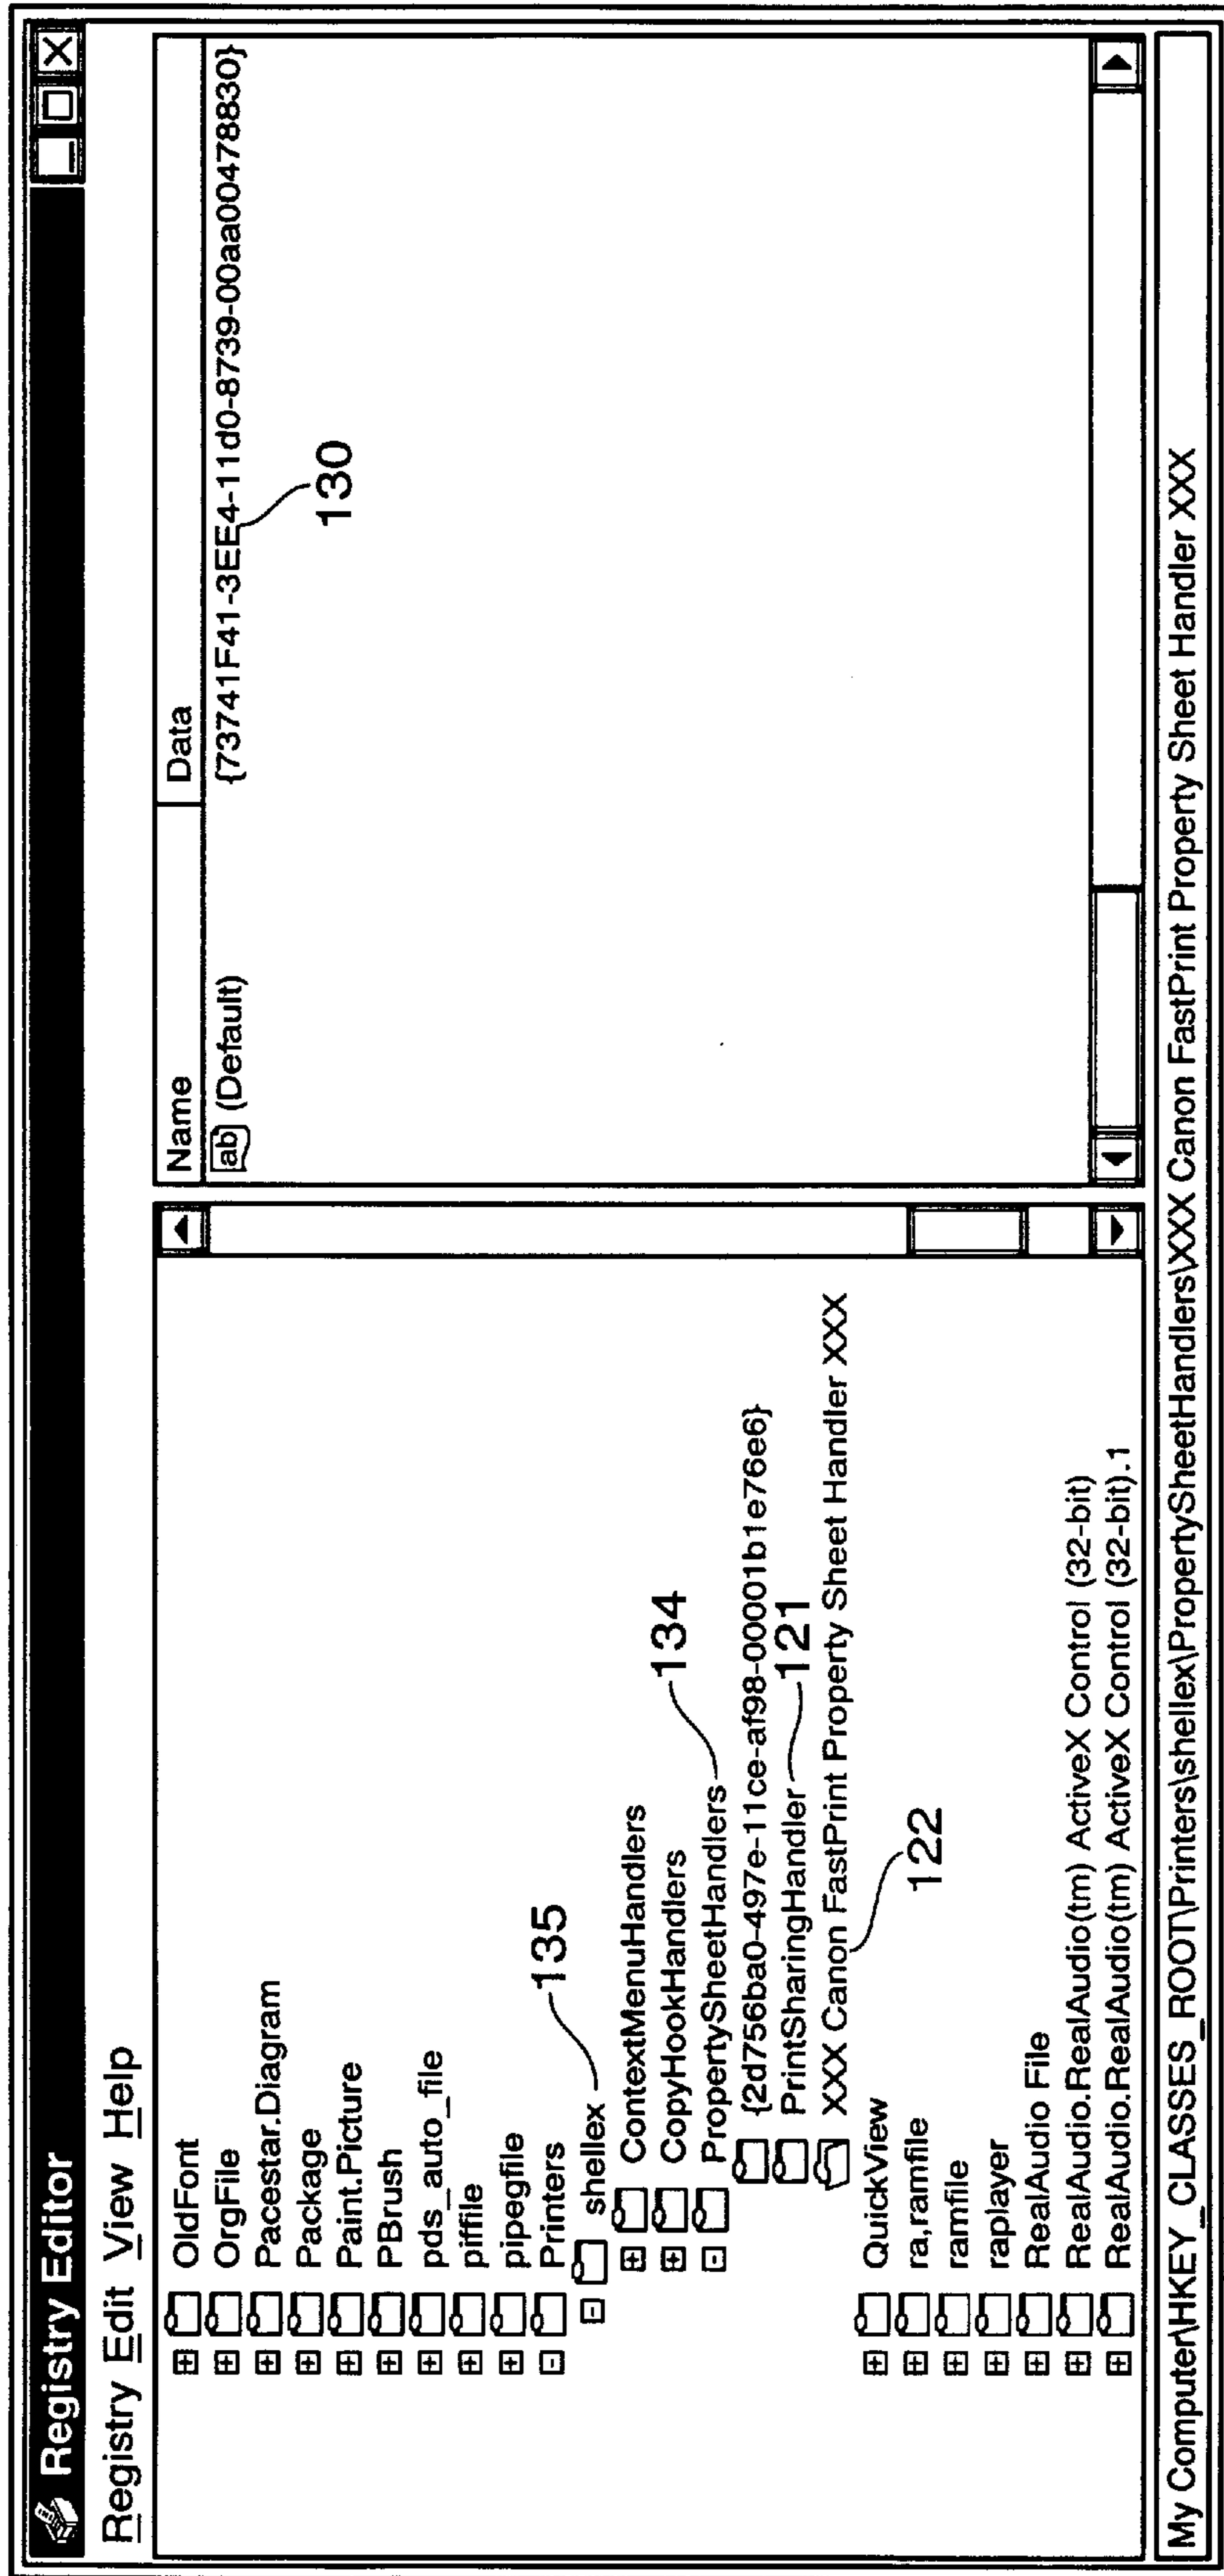 Registry Editor
Registry Edit View Help
OldFont
OrgFile
Pacestar.Diagram
Package
Paint.Picture
PBrush
pds_auto_file
piffile
pipegfile
Printers
shellex 135
ContextMenuHandlers
CopyHookHandlers
PropertySheetHandlers 134
{2d756ba0-497e-11ce-af98-00001b1e76e6}
PrintSharingHandler 121
XXX Canon FastPrint Property Sheet Handler XXX
122
QuickView
ra,ramfile
ramfile
raplayer
RealAudio File
RealAudio.RealAudio(tm) ActiveX Control (32-bit)
RealAudio.RealAudio(tm) ActiveX Control (32-bit).1
Name Data
ab (Default) {73741F41-3EE4-11d0-8739-00aa00478830}
130
My Computer\HKEY_CLASSES_ROOT\Printers\shellex\PropertySheetHandlers\XXX Canon FastPrint Property Sheet Handler XXX